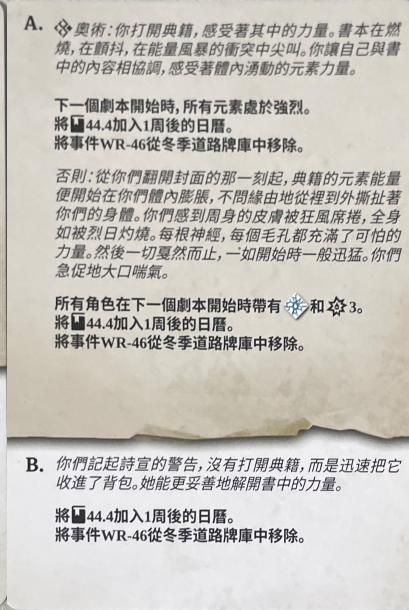 A. 奧術：你打開典籍，感受著其中的力量。書本在燃
燒，在顫抖，在能量風暴的衝突中尖叫。你讓自己與書
中的內容相協調，感受著體內湧動的元素力量。
下一個劇本開始時，所有元素處於強烈。
將44.4加入1周後的日曆。
將事件WR-46從冬季道路牌庫中移除。
否則：從你們翻開封面的那一刻起，典籍的元素能量
便開始在你們體內膨脹，不問緣由地從裡到外撕扯著
你們的身體。你們感到周身的皮膚被狂風席捲，全身
如被烈日灼燒。每根神經，每個毛孔都充滿了可怕的
力量。然後一切戛然而止，一如開始時一般迅猛。你們
急促地大口喘氣。
所有角色在下一個劇本開始時帶有和3。
將44.4加入1周後的日曆。
將事件WR-46從冬季道路牌庫中移除。
B. 你們記起詩宣的警告，沒有打開典籍，而是迅速把它
收進了背包。她能更妥善地解開書中的力量。
將44.4加入1周後的日曆。
將事件WR-46從冬季道路牌庫中移除。